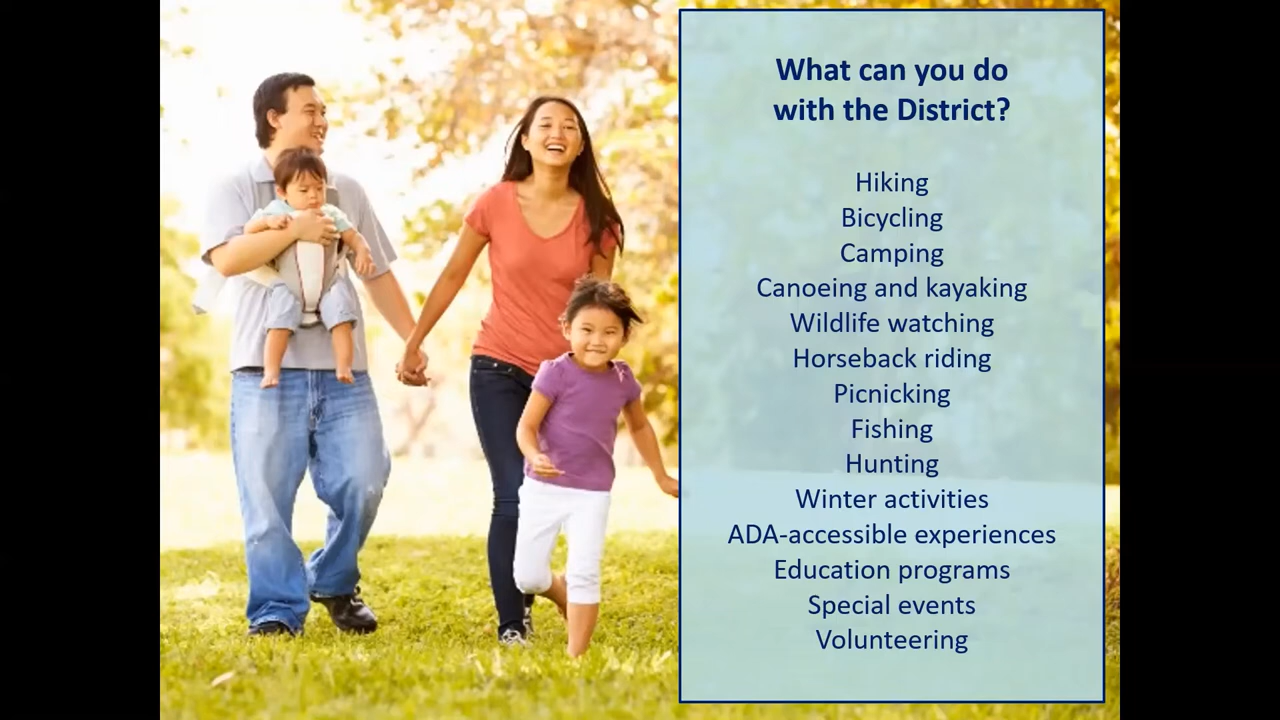 What can you do
with the District?
Hiking
Bicycling
Camping
Canoeing and kayaking
Wildlife watching
Horseback riding
Picnicking
Fishing
Hunting
Winter activities
ADA-accessible experiences
Education programs
Special events
Volunteering